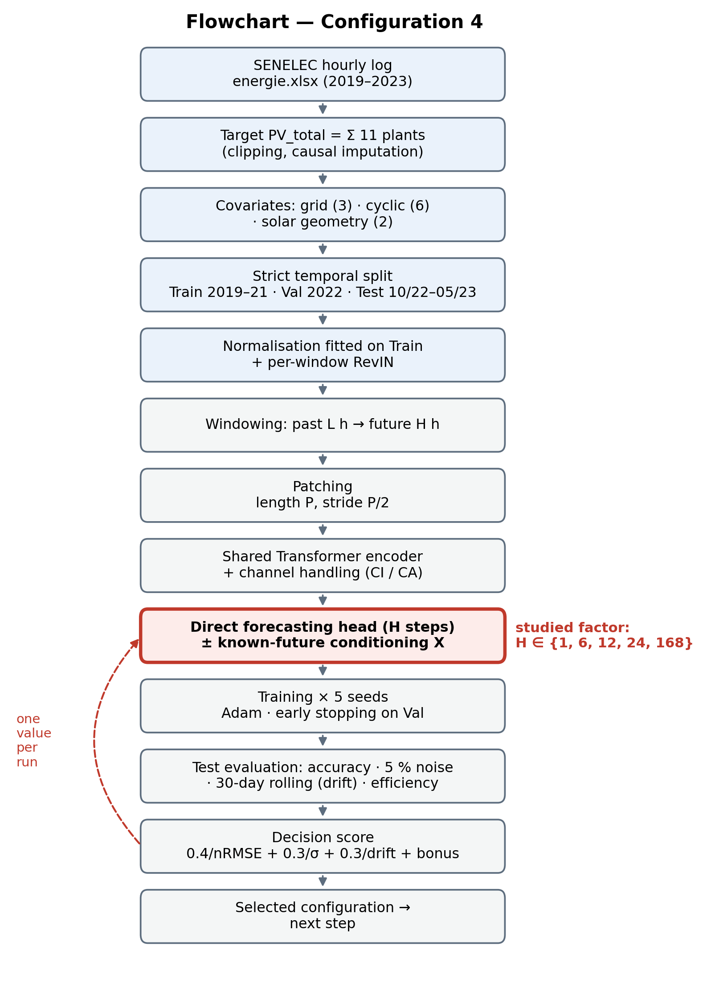 Flowchart — Configuration 4
SENELEC hourly log
energie.xlsx (2019–2023)
Target PV_total = Σ 11 plants
(clipping, causal imputation)
Covariates: grid (3) · cyclic (6)
· solar geometry (2)
Strict temporal split
Train 2019–21 · Val 2022 · Test 10/22–05/23
Normalisation fitted on Train
+ per-window RevIN
Windowing: past L h → future H h
Patching
length P, stride P/2
Shared Transformer encoder
+ channel handling (CI / CA)
Direct forecasting head (H steps)
± known-future conditioning X
studied factor:
H ∈ {1, 6, 12, 24, 168}
Training × 5 seeds
Adam · early stopping on Val
one
value
per
run
Test evaluation: accuracy · 5 % noise
· 30-day rolling (drift) · efficiency
Decision score
0.4/nRMSE + 0.3/σ + 0.3/drift + bonus
Selected configuration →
next step